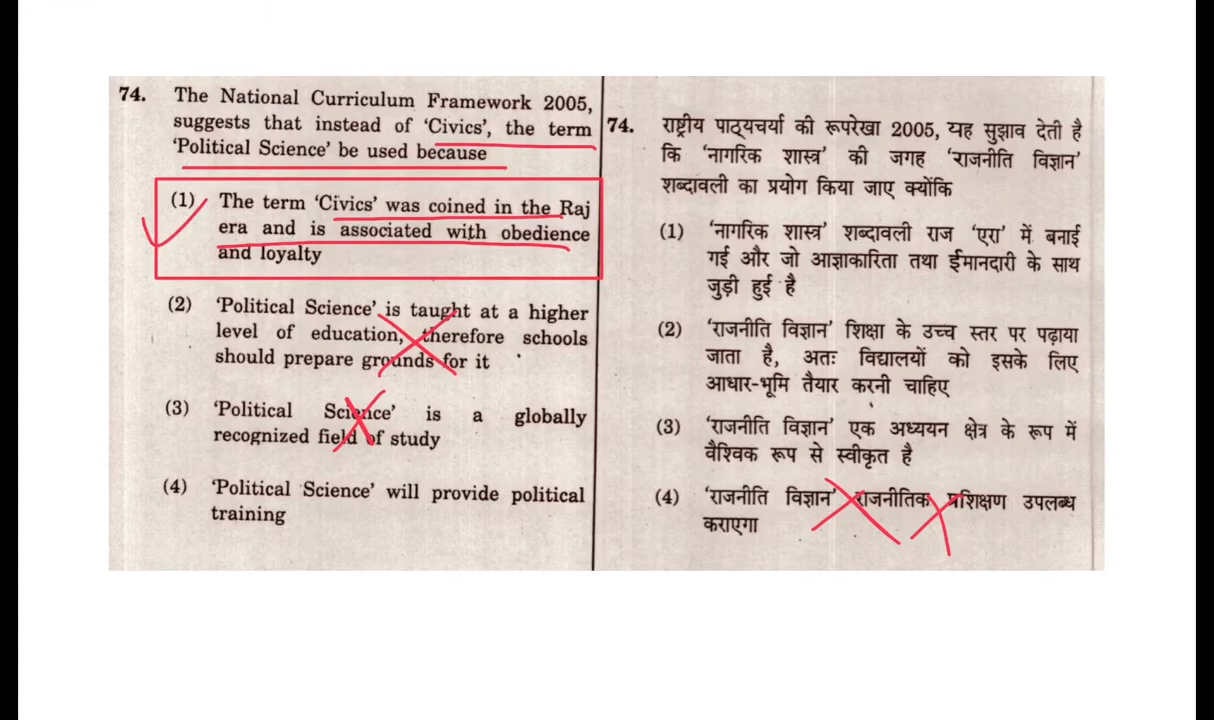 74. The National Curriculum Framework 2005,
suggests that instead of 'Civics', the term
'Political Science' be used because
(1) The term 'Civics' was coined in the Raj
era and is associated with obedience
and loyalty
(2) 'Political Science' is taught at a higher
level of education, therefore schools
should prepare grounds for it
(3) 'Political Science' is a globally
recognized field of study
(4) 'Political Science' will provide political
training
74. राष्ट्रीय पाठ्यचर्या की रूपरेखा 2005, यह सुझाव देती है
कि 'नागरिक शास्त्र' की जगह 'राजनीति विज्ञान'
शब्दावली का प्रयोग किया जाए क्योंकि
(1) 'नागरिक शास्त्र' शब्दावली राज 'एरा' में बनाई
गई और जो आज्ञाकारिता तथा ईमानदारी के साथ
जुड़ी हुई है
(2) 'राजनीति विज्ञान' शिक्षा के उच्च स्तर पर पढ़ाया
जाता है, अतः विद्यालयों को इसके लिए
आधार-भूमि तैयार करनी चाहिए
(3) 'राजनीति विज्ञान' एक अध्ययन क्षेत्र के रूप में
वैश्विक रूप से स्वीकृत है
(4) 'राजनीति विज्ञान' राजनीतिक प्रशिक्षण उपलब्ध
कराएगा